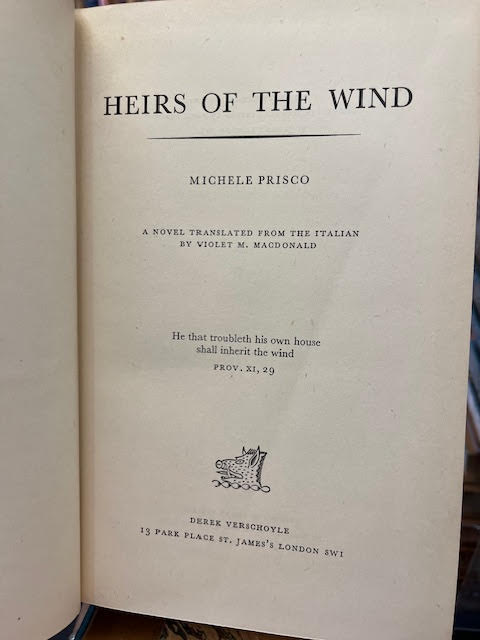 HEIRS OF THE WIND
MICHELE PRISCO
A NOVEL TRANSLATED FROM THE ITALIAN
BY VIOLET M. MACDONALD
He that troubleth his own house
shall inherit the wind
PROV. XI, 29
DEREK VERSCHOYLE
13 PARK PLACE ST. JAMES'S LONDON SW1